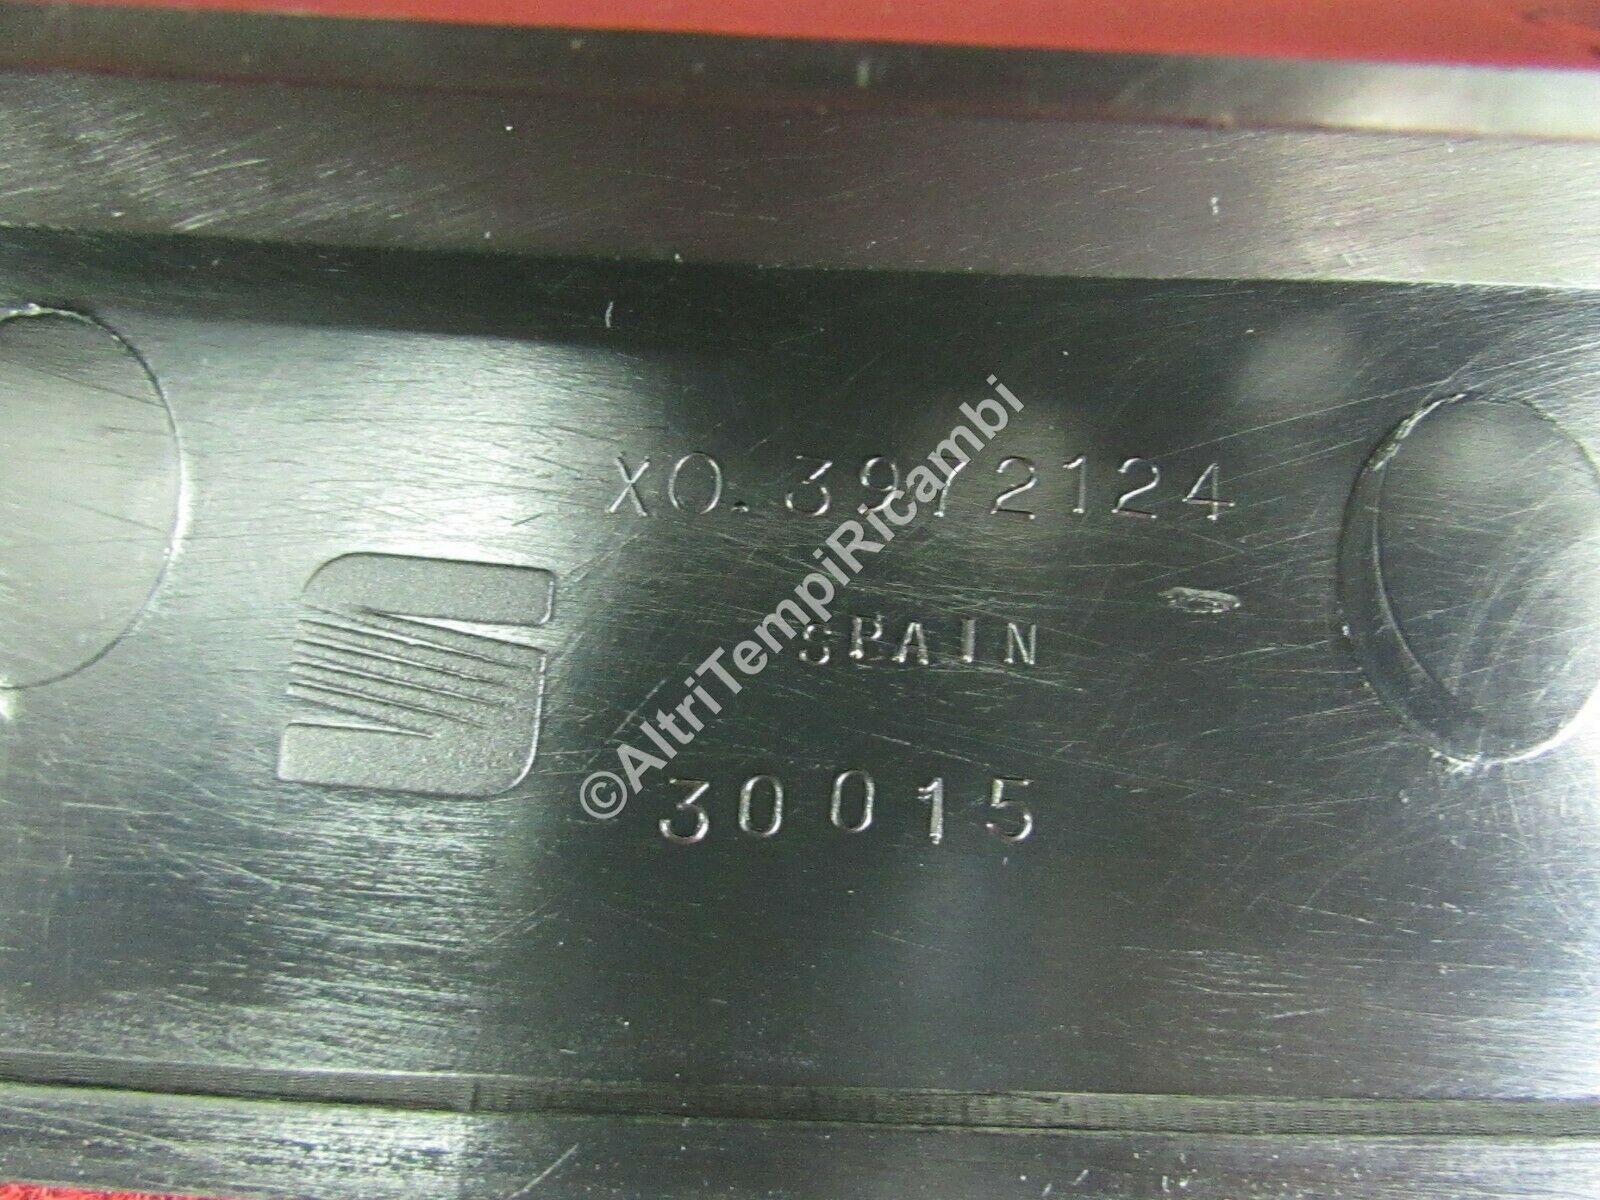 XO.3972124
SPAIN
30015
©AltriTempiRicambi